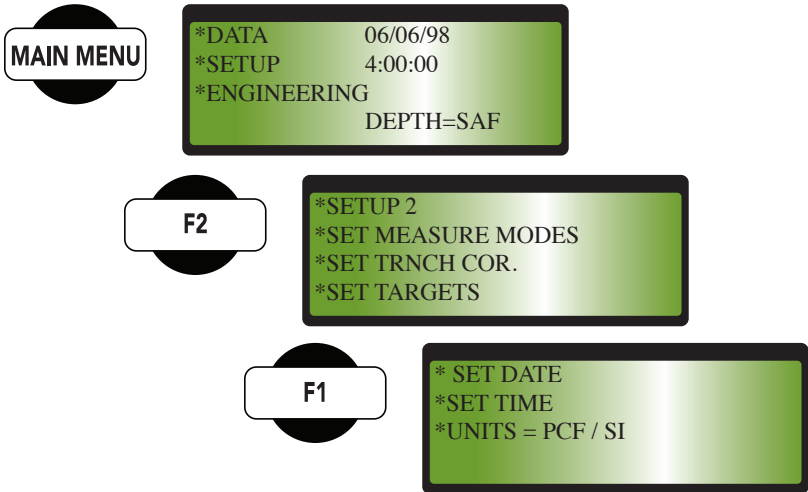 MAIN MENU
*DATA 06/06/98
*SETUP 4:00:00
*ENGINEERING
DEPTH=SAF
F2
*SETUP 2
*SET MEASURE MODES
*SET TRNCH COR.
*SET TARGETS
F1
* SET DATE
*SET TIME
*UNITS = PCF / SI